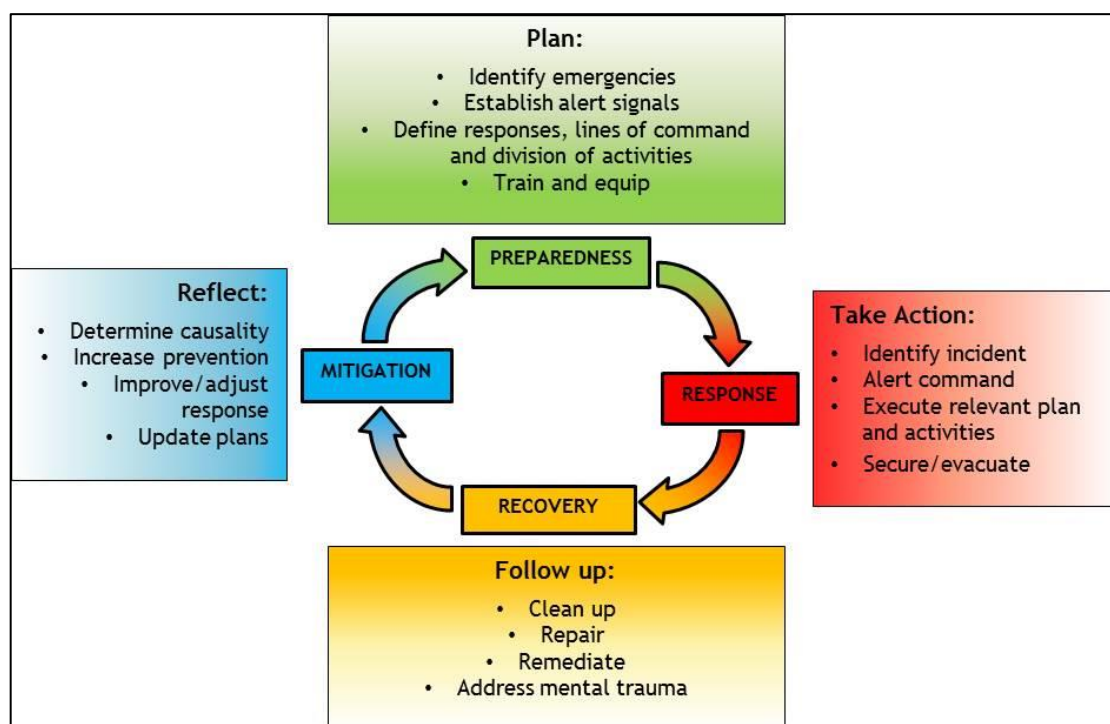 Plan:
• Identify emergencies
• Establish alert signals
• Define responses, lines of command
and division of activities
• Train and equip
PREPAREDNESS
Reflect:
• Determine causality
• Increase prevention
• Improve/adjust
response
• Update plans
MITIGATION
RESPONSE
Take Action:
• Identify incident
• Alert command
• Execute relevant plan
and activities
• Secure/evacuate
RECOVERY
Follow up:
• Clean up
• Repair
• Remediate
• Address mental trauma